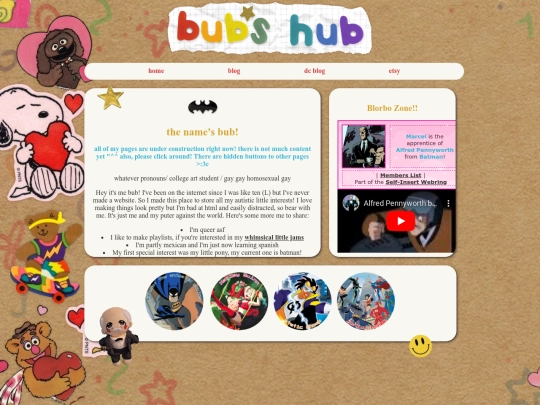 bub's hub
home
blog
dc blog
etsy
the name's bub!
all of my pages are under construction right now! there is not much content
yet ^^^ also, please click around! There are hidden buttons to other pages
>:3c
whatever pronouns/ college art student / gay gay homosexual gay
Hey it's me bub! I've been on the internet since I was like ten (L) but I've never
made a website. So I made this place to store all my autistic little interests! I love
making things look pretty but I'm bad at html and easily distracted, so bear with
me. It's just me and my puter against the world. Here's some more me to share:
• I'm queer asf
• I like to make playlists, if you're interested in my whimsical little jams
• I'm partly mexican and I'm just now learning spanish
• My first special interest was my little pony, my current one is batman!
Blorbo Zone!!
Marcel is the
apprentice of
Alfred Pennyworth
from Batman!
| Members List |
Part of the Self-Insert Webring
Alfred Pennyworth b...